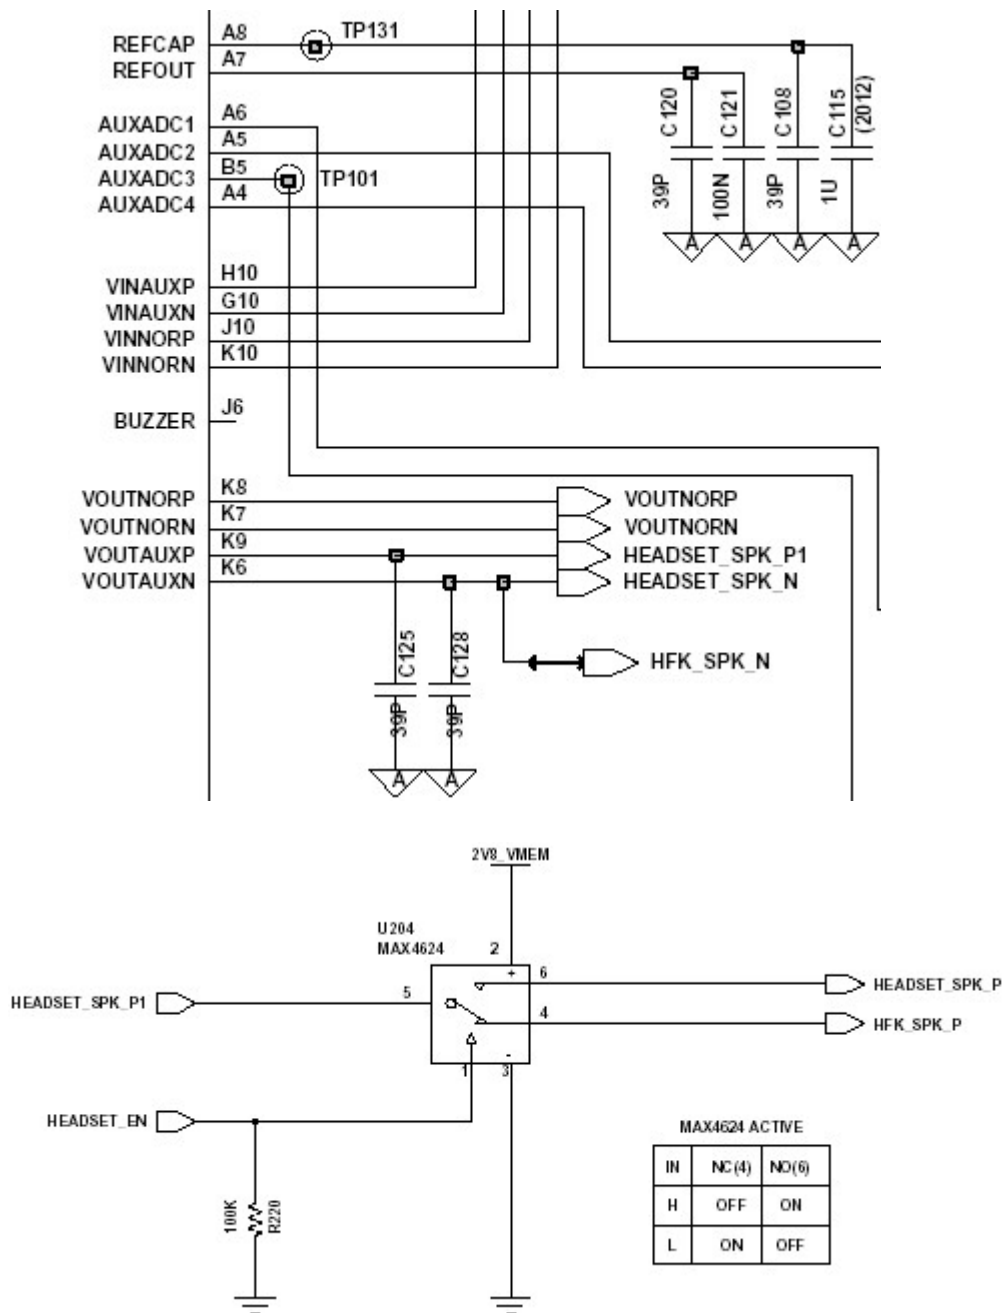 REFCAP A8 TP131
REFOUT A7
C120 C121 C108 C115 (2012)
39P 100N 39P 1U
A A A A
AUXADC1 A6
AUXADC2 A5
AUXADC3 B5 TP101
AUXADC4 A4
VINAUXP H10
VINAUXN G10
VINNORP J10
VINNORN K10
BUZZER J6
VOUTNORP K8 VOUTNORP
VOUTNORN K7 VOUTNORN
VOUTAUXP K9 HEADSET_SPK_P1
VOUTAUXN K6 HEADSET_SPK_N
C125 C128 HFK_SPK_N
39P 39P
A A
2V8_VMEM
U204
MAX4624 2
+ 6 HEADSET_SPK_P
HEADSET_SPK_P1 5
4 HFK_SPK_P
- 
1 3
HEADSET_EN
100K R220
MAX4624 ACTIVE
IN NC(4) NO(6)
H OFF ON
L ON OFF